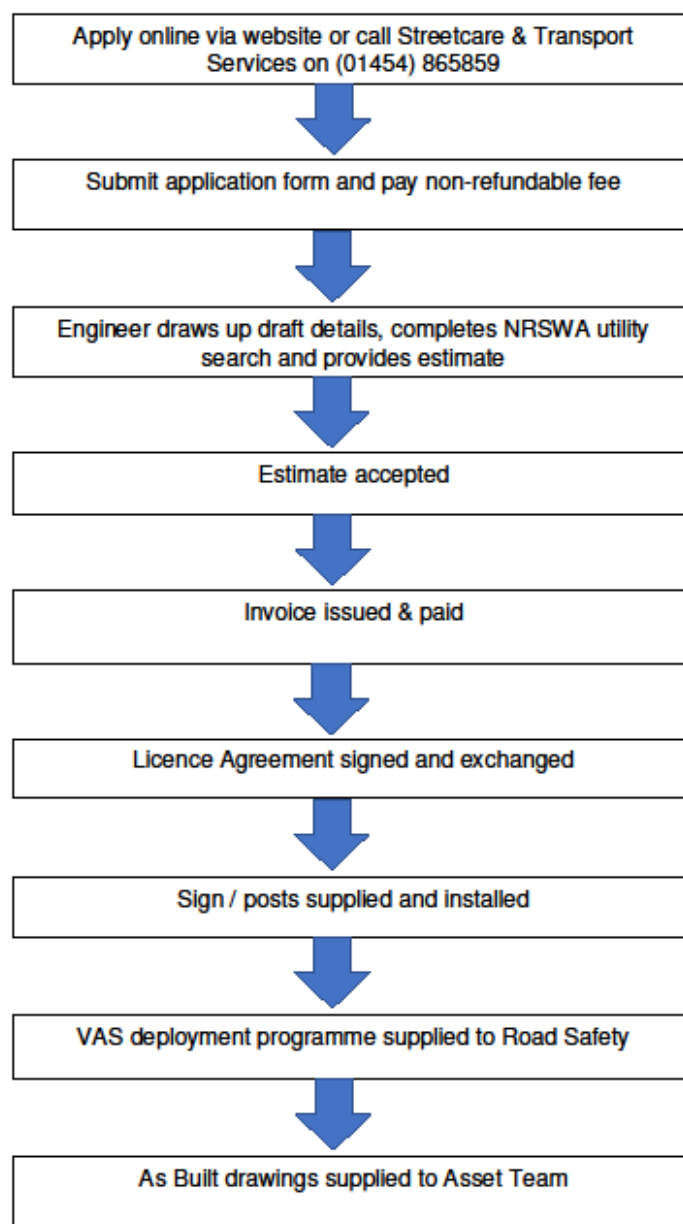 Apply online via website or call Streetcare & Transport
Services on (01454) 865859
Submit application form and pay non-refundable fee
Engineer draws up draft details, completes NRSWA utility
search and provides estimate
Estimate accepted
Invoice issued & paid
Licence Agreement signed and exchanged
Sign / posts supplied and installed
VAS deployment programme supplied to Road Safety
As Built drawings supplied to Asset Team